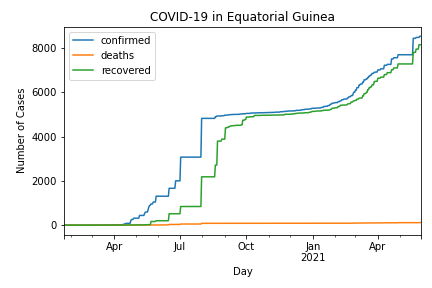 COVID-19 in Equatorial Guinea
confirmed
deaths
recovered
Number of Cases
8000
6000
4000
2000
0
Apr
Jul
Oct
Jan
2021
Apr
Day